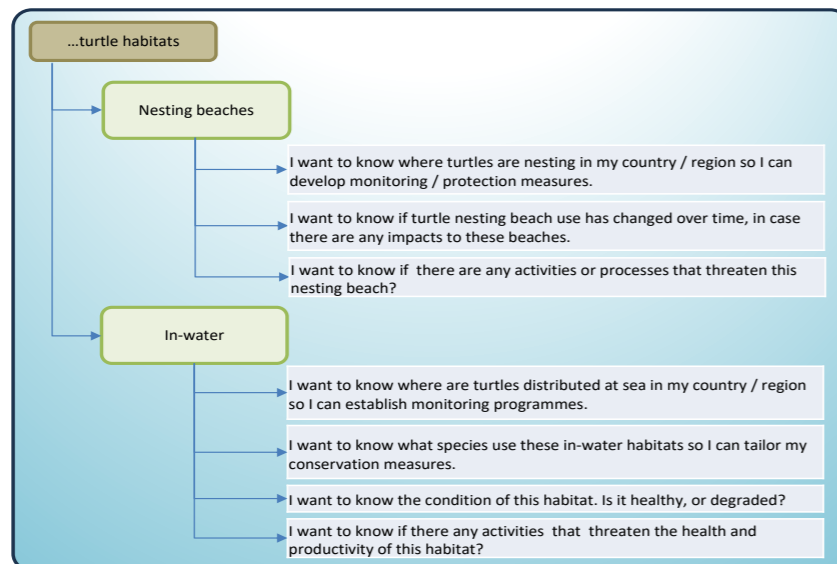 ...turtle habitats
Nesting beaches
I want to know where turtles are nesting in my country / region so I can
develop monitoring / protection measures.
I want to know if turtle nesting beach use has changed over time, in case
there are any impacts to these beaches.
I want to know if  there are any activities or processes that threaten this
nesting beach?
In-water
I want to know where are turtles distributed at sea in my country / region
so I can establish monitoring programmes.
I want to know what species use these in-water habitats so I can tailor my
conservation measures.
I want to know the condition of this habitat. Is it healthy, or degraded?
I want to know if there any activities  that  threaten the health and
productivity of this habitat?